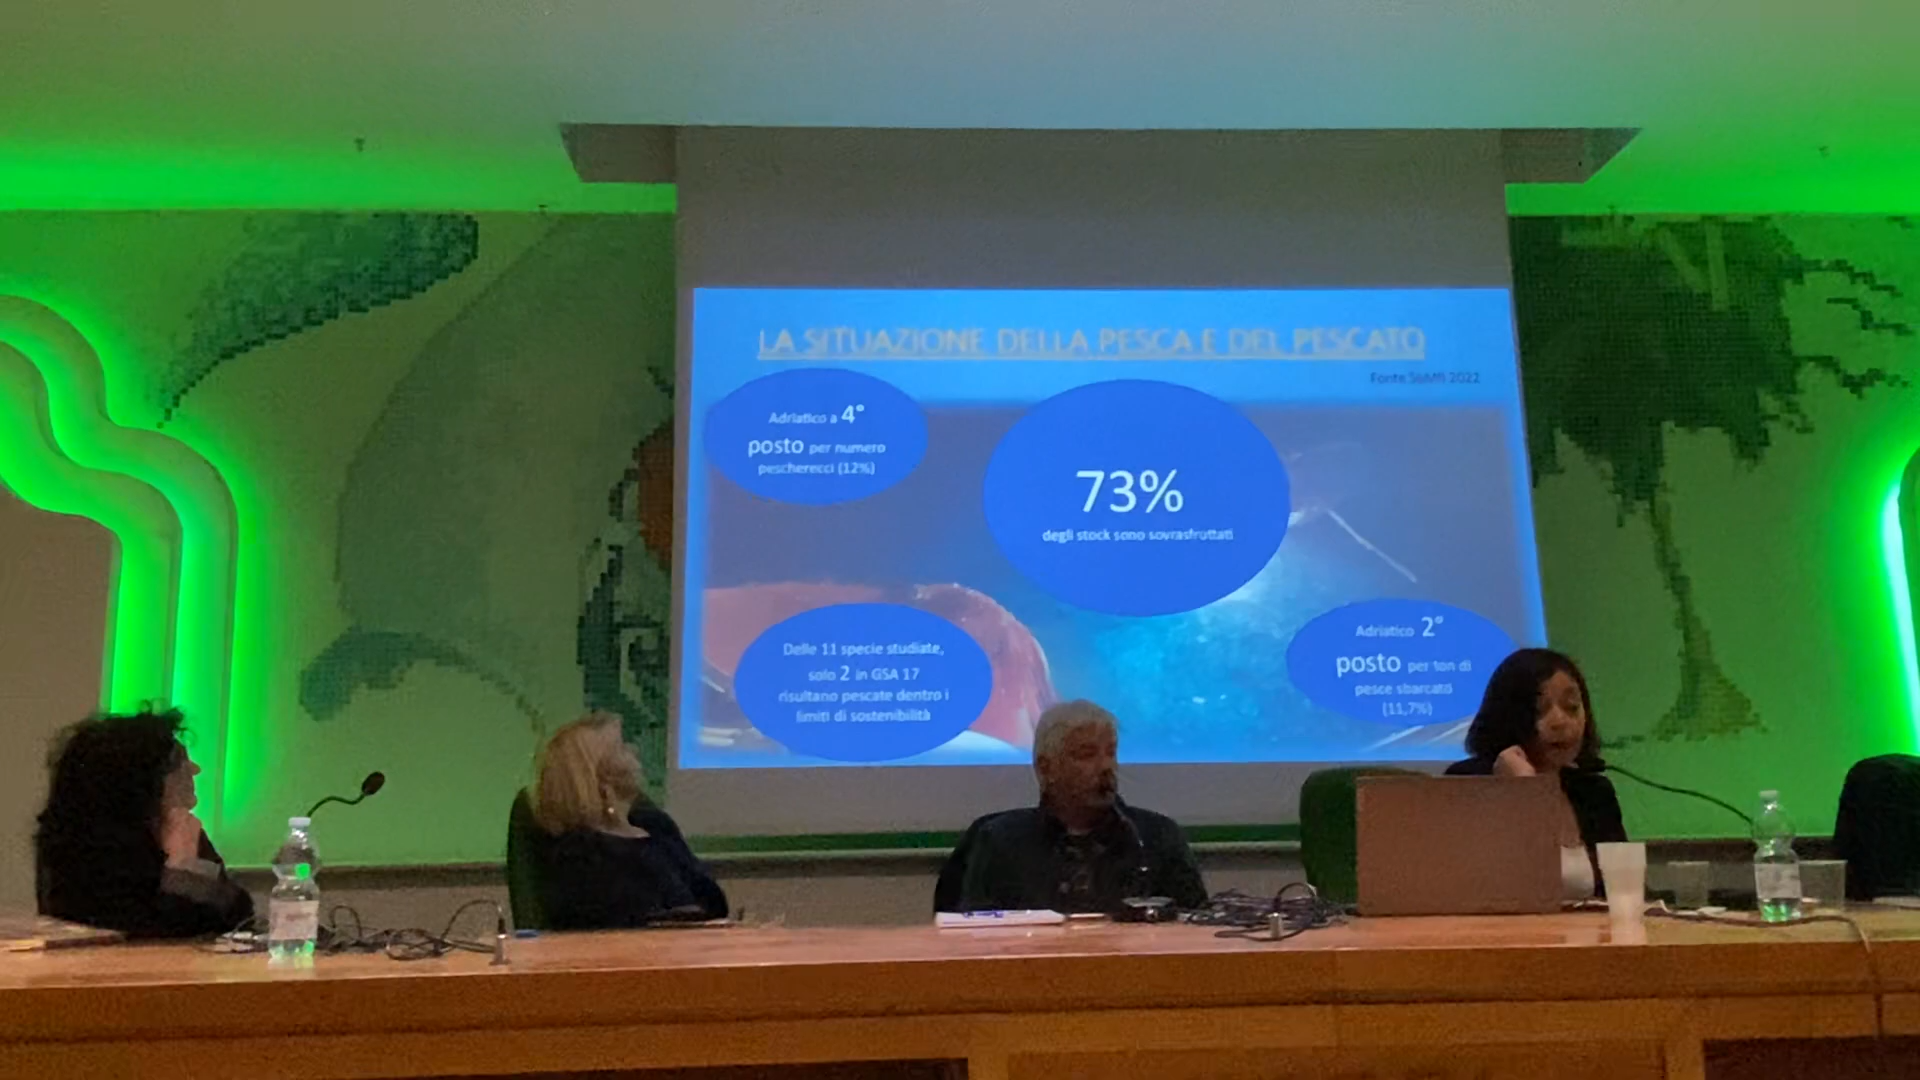 LA SITUAZIONE DELLA PESCA E DEL PESCATO
Fonte 2022
Adriatico a 4°
posto per numero
pescherecci (12%)
73%
degli stock sono sovrasfruttati
Delle 11 specie studiate,
solo 2 in GSA 17
risultano pescate dentro i
limiti di sostenibilità
Adriatico 2°
posto per ton di
pesce sbarcato
(11,7%)